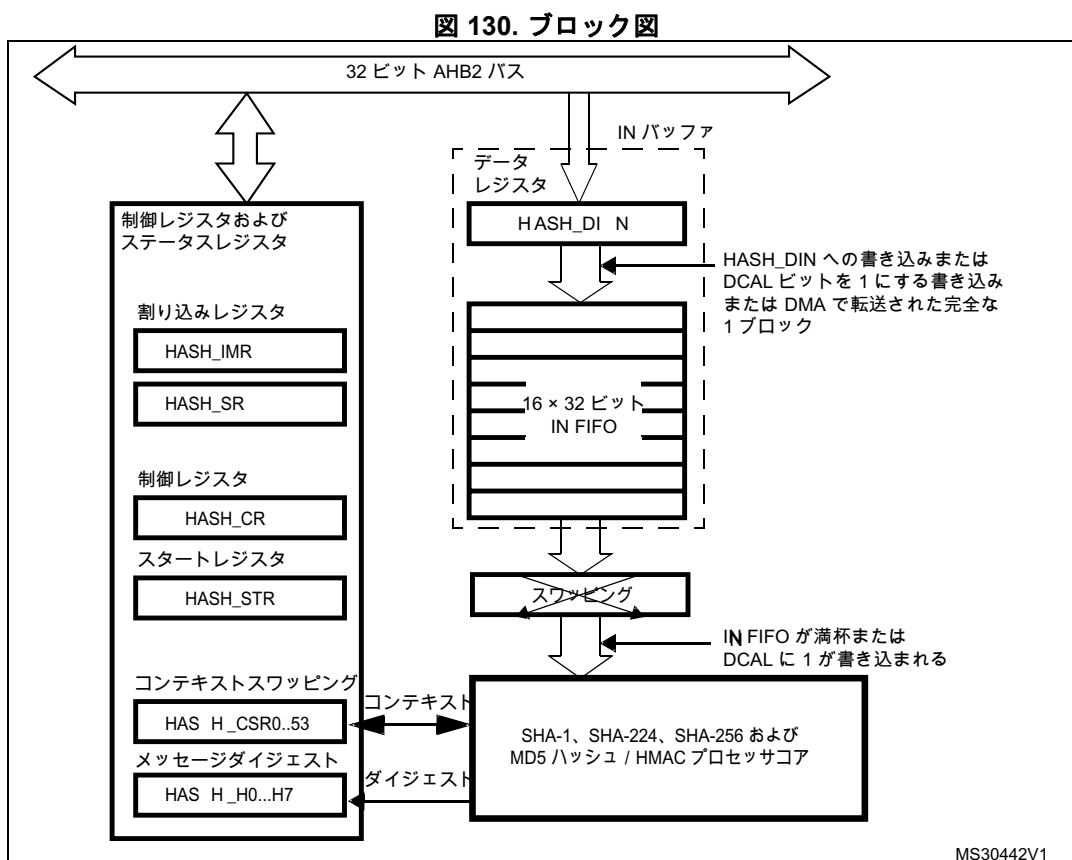 図 130. ブロック図
32 ビット AHB2 バス
IN バッファ
データ
レジスタ
HASH_DI N
HASH_DIN への書き込みまたは
DCAL ビットを 1 にする書き込み
または DMA で転送された完全な
1 ブロック
16 × 32 ビット
IN FIFO
スワッピング
IN FIFO が満杯または
DCAL に 1 が書き込まれる
制御レジスタおよび
ステータスレジスタ
割り込みレジスタ
HASH_IMR
HASH_SR
制御レジスタ
HASH_CR
スタートレジスタ
HASH_STR
コンテキストスワッピング
HAS H _CSR0..53
コンテキスト
メッセージダイジェスト
HAS H _H0...H7
ダイジェスト
SHA-1、SHA-224、SHA-256 および
MD5 ハッシュ / HMAC プロセッサコア
MS30442V1